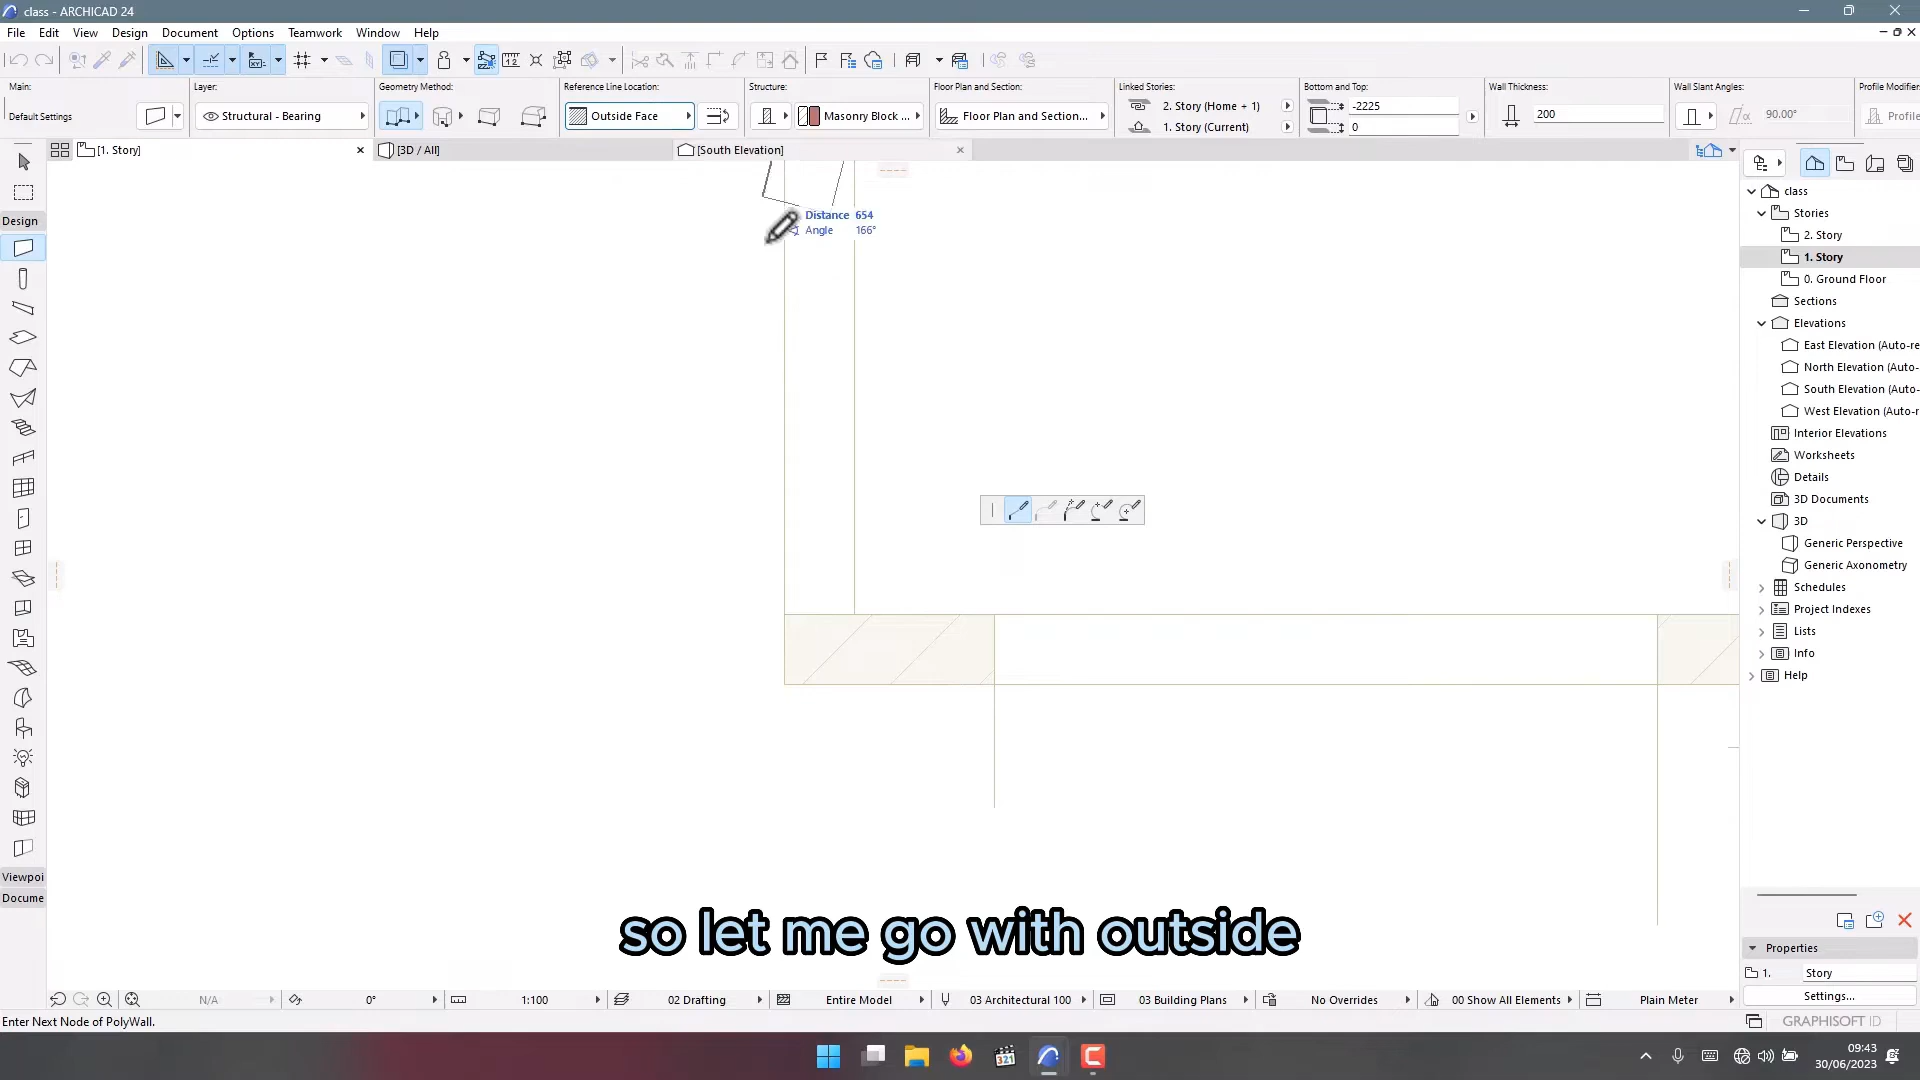 class - ARCHICAD 24
File Edit View Design Document Options Teamwork Window Help
Main:
Layer:
Geometry Method:
Reference Line Location:
Structure:
Floor Plan and Section:
Linked Stories:
Bottom and Top:
Wall Thickness:
Wall Slant Angles:
Profile Modifier
Default Settings
Structural - Bearing
Outside Face
Masonry Block ...
Floor Plan and Section...
2. Story (Home + 1)
1. Story (Current)
-2225
0
200
90.00°
Profile
[1. Story]
[3D / All]
[South Elevation]
Design
Viewpoi
Docume
Distance 654
Angle 166°
class
Stories
2. Story
1. Story
0. Ground Floor
Sections
Elevations
East Elevation (Auto-re
North Elevation (Auto-
South Elevation (Auto-
West Elevation (Auto-r
Interior Elevations
Worksheets
Details
3D Documents
3D
Generic Perspective
Generic Axonometry
Schedules
Project Indexes
Lists
Info
Help
so let me go with outside
Properties
1. Story
Settings...
N/A
0°
1:100
02 Drafting
Entire Model
03 Architectural 100
03 Building Plans
No Overrides
00 Show All Elements
Plain Meter
Enter Next Node of PolyWall.
GRAPHISOFT ID
321
09:43
30/06/2023